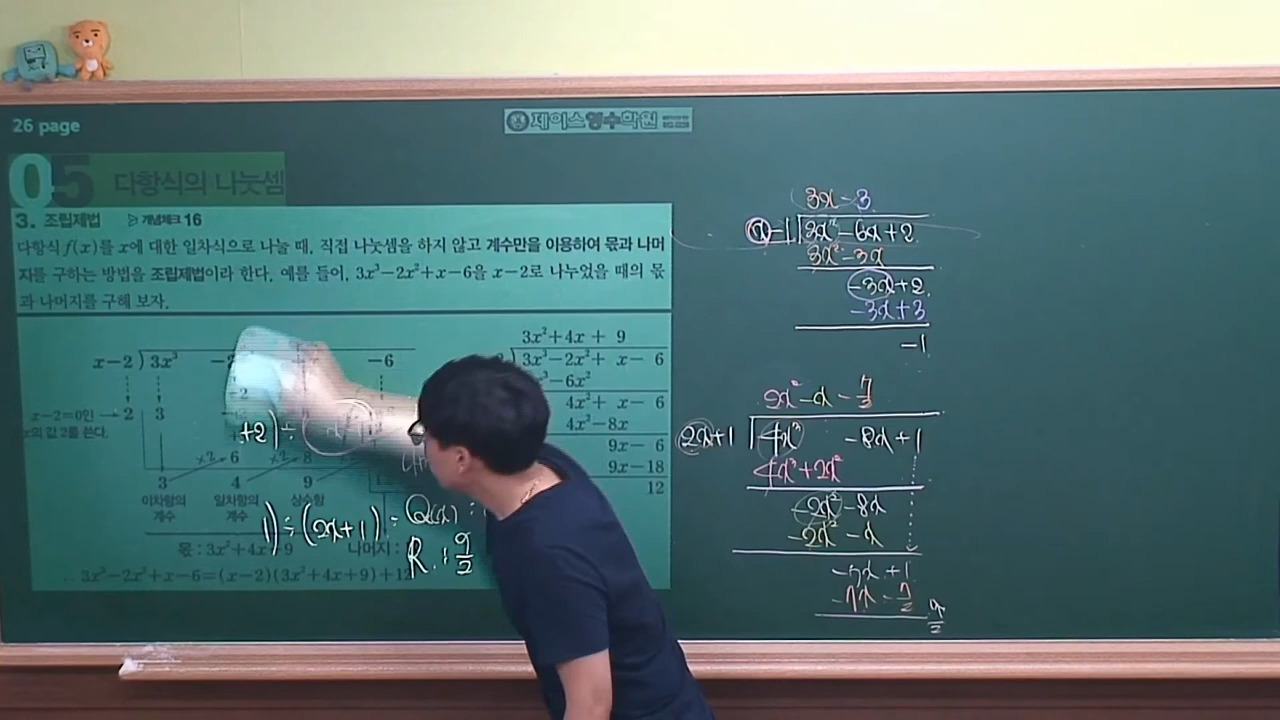 26 page
제이스영수학원
05 다항식의 나눗셈
3. 조립제법 개념체크 16
다항식 f(x)를 x에 대한 일차식으로 나눌 때, 직접 나눗셈을 하지 않고 계수만을 이용하여 몫과 나머
지를 구하는 방법을 조립제법이라 한다. 예를 들어, 3x³-2x²+x-6을 x-2로 나누었을 때의 몫
과 나머지를 구해 보자.
x-2 ) 3x³ -6
x-2=0인 → 2 3
x의 값 2를 쓴다.
×2 6 ×2 8
3 4 9
이차항의 계수 일차항의 계수 상수항
몫 : 3x²+4x+9 나머지 :
∴ 3x³-2x²+x-6=(x-2)(3x²+4x+9)+12
3x²+4x + 9
) 3x³-2x²+ x- 6
-6x²
4x²+ x- 6
4x²-8x
9x- 6
9x-18
12
+2) ÷ (
1) ÷ (2x+1) : Q(x) :
R : 9/2
3x-3
x-1 ) 3x²-6x+2
3x²-3x
-3x+2
-3x+3
-1
2x²-x-7/2
2x+1 ) 4x³ -8x+1
4x³+2x²
-2x²-8x
-2x²-x
-7x+1
-7x-7/2
9/2